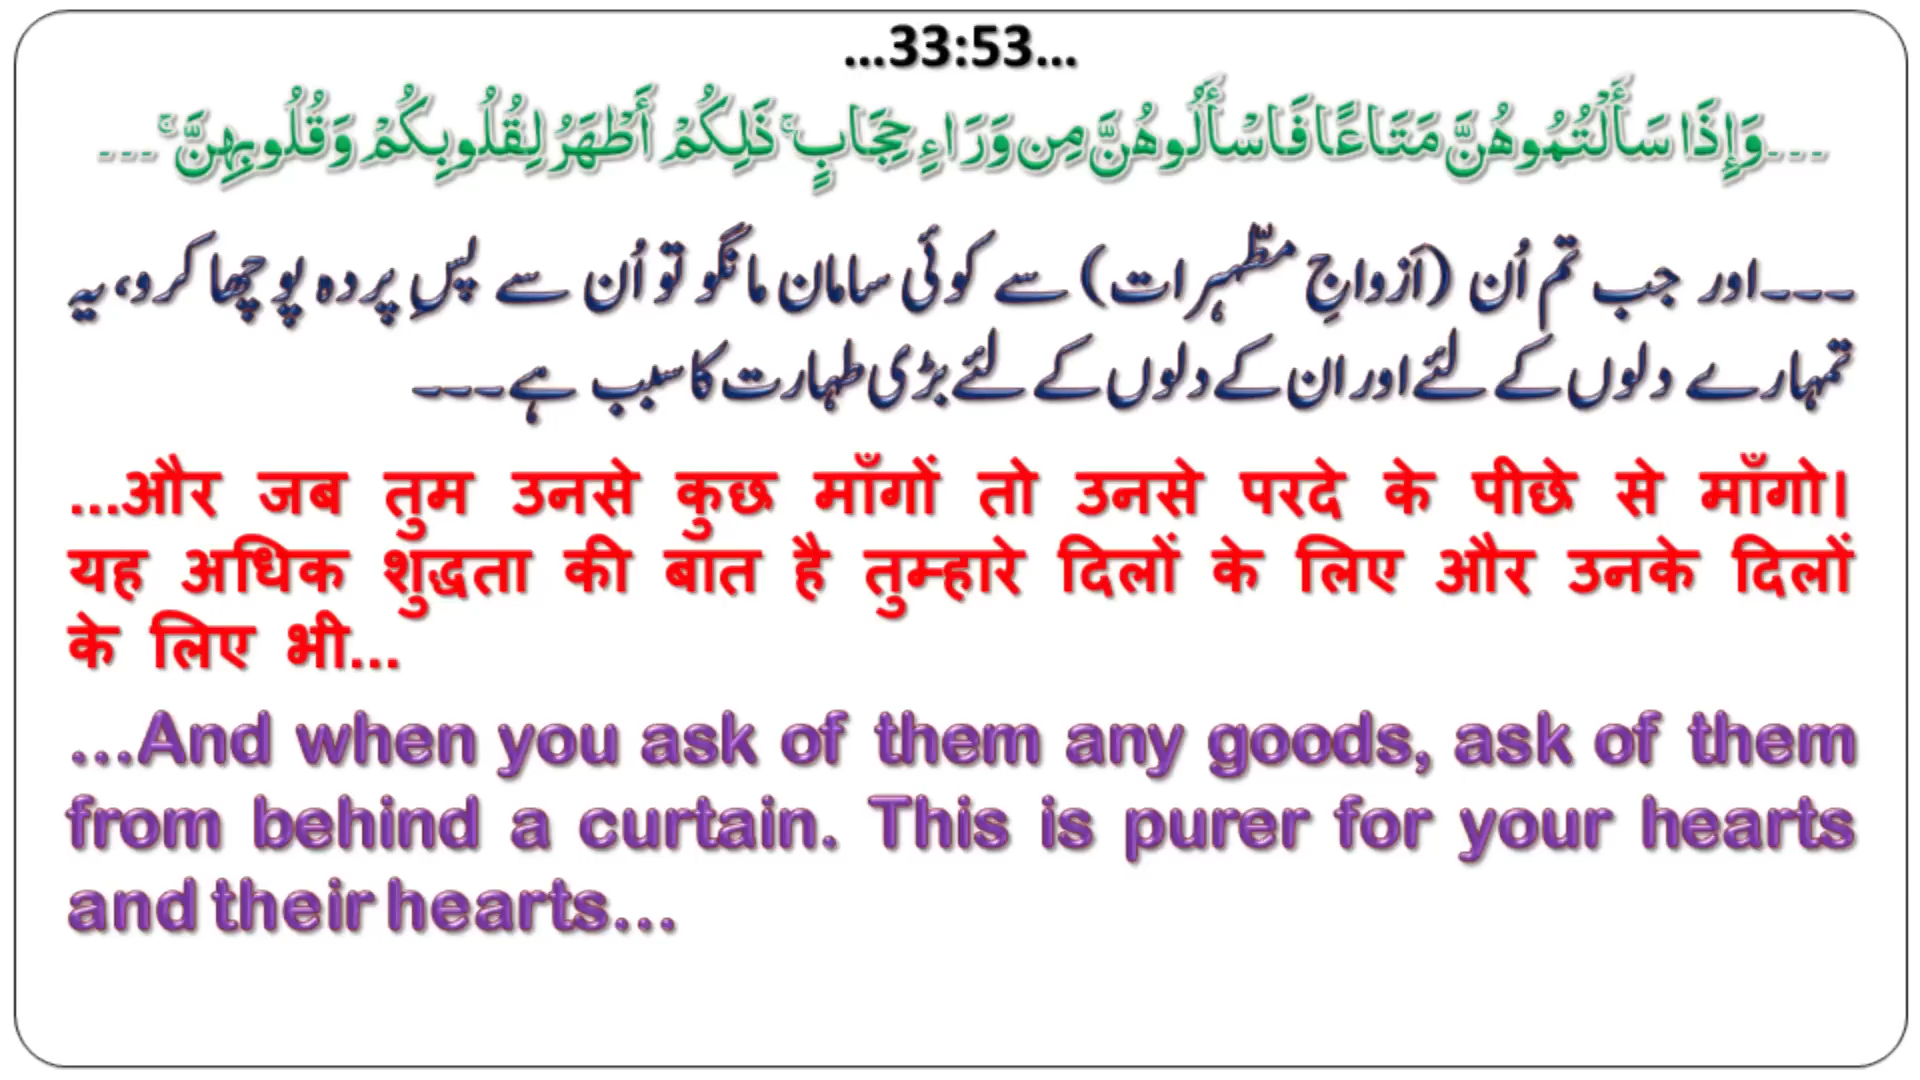 ...33:53...
۔۔۔وَإِذَا سَأَلْتُمُوهُنَّ مَتَاعًا فَاسْأَلُوهُنَّ مِن وَرَاءِ حِجَابٍ ۚ ذَٰلِكُمْ أَطْهَرُ لِقُلُوبِكُمْ وَقُلُوبِهِنَّ ۚ ۔۔۔
۔۔۔اور جب تم اُن (اَزواجِ مطّہرات) سے کوئی سامان مانگو تو اُن سے پسِ پردہ پوچھا کرو، یہ
تمہارے دلوں کے لئے اور ان کے دلوں کے لئے بڑی طہارت کا سبب ہے۔۔۔
...और जब तुम उनसे कुछ माँगों तो उनसे परदे के पीछे से माँगो।
यह अधिक शुद्धता की बात है तुम्हारे दिलों के लिए और उनके दिलों
के लिए भी...
...And when you ask of them any goods, ask of them
from behind a curtain. This is purer for your hearts
and their hearts...